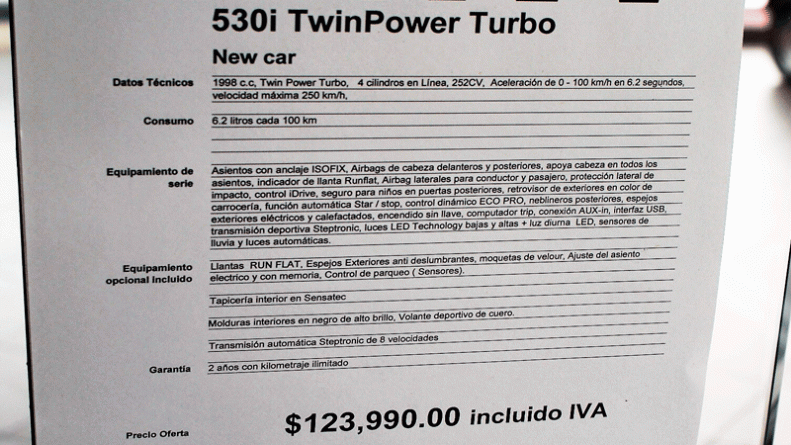 530i TwinPower Turbo
New car
Datos Técnicos 1998 c.c, Twin Power Turbo, 4 cilindros en Línea, 252CV, Aceleración de 0 - 100 km/h en 6.2 segundos,
velocidad máxima 250 km/h,
Consumo 6.2 litros cada 100 km
Equipamiento de serie
Asientos con anclaje ISOFIX, Airbags de cabeza delanteros y posteriores, apoya cabeza en todos los
asientos, indicador de llanta Runflat, Airbag laterales para conductor y pasajero, protección lateral de
impacto, control iDrive, seguro para niños en puertas posteriores, retrovisor de exteriores en color de
carrocería, función automática Star / stop, control dinámico ECO PRO, neblineros posteriores, espejos
exteriores eléctricos y calefactados, encendido sin llave, computador trip, conexión AUX-in, interfaz USB,
transmisión deportiva Steptronic, luces LED Technology bajas y altas + luz diurna LED, sensores de
lluvia y luces automáticas.
Equipamiento opcional incluido
Llantas RUN FLAT, Espejos Exteriores anti deslumbrantes, moquetas de velour, Ajuste del asiento
electrico y con memoria, Control de parqueo ( Sensores).
Tapicería interior en Sensatec
Molduras interiores en negro de alto brillo, Volante deportivo de cuero.
Transmisión automática Steptronic de 8 velocidades
Garantía 2 años con kilometraje ilimitado
Precio Oferta $123,990.00 incluido IVA